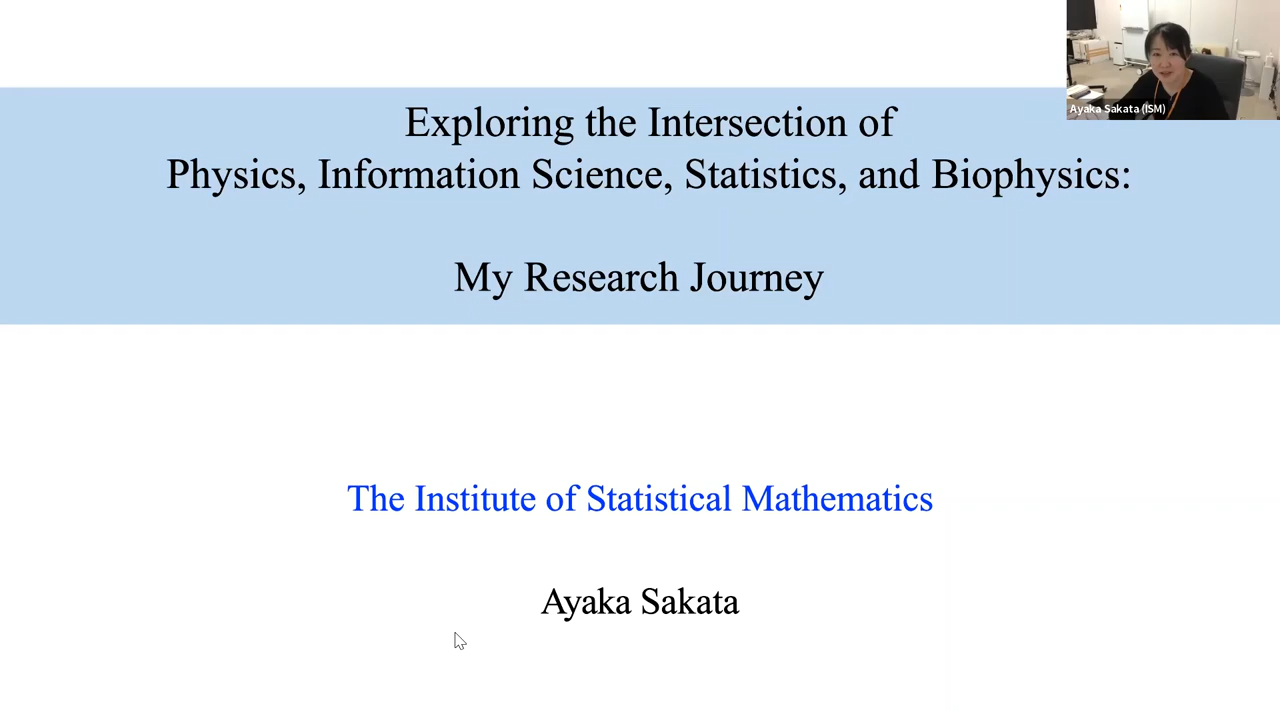 Exploring the Intersection of
Physics, Information Science, Statistics, and Biophysics:
My Research Journey
The Institute of Statistical Mathematics
Ayaka Sakata
Ayaka Sakata (ISM)